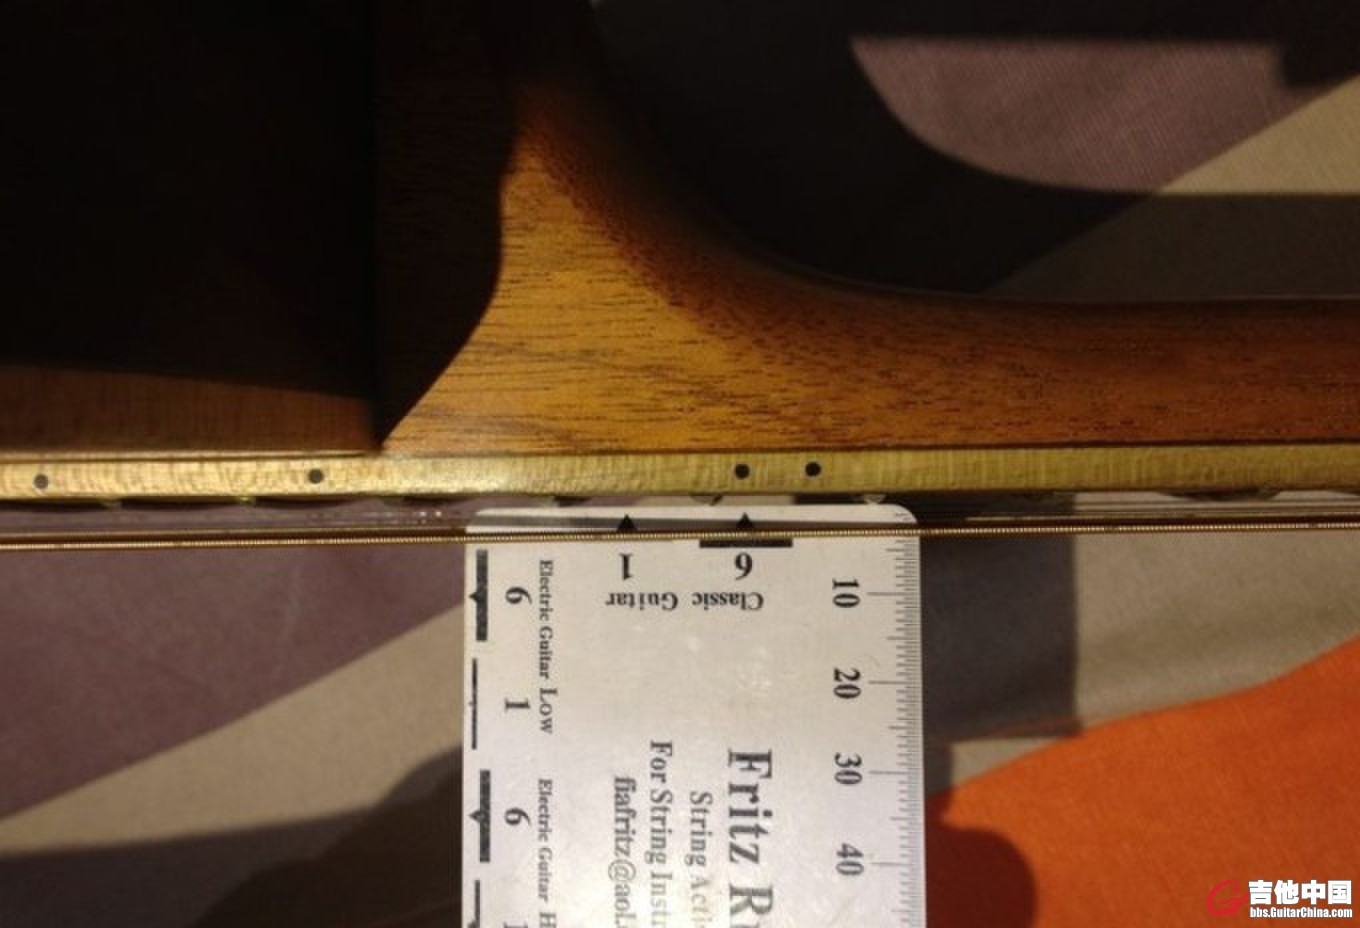 1 6
Classic Guitar
6 1
Electric Guitar Low
6
Electric Guitar
10
20
30
40
Fritz
String
For String
fiafritz@aol.
吉他中国
bbs.GuitarChina.com